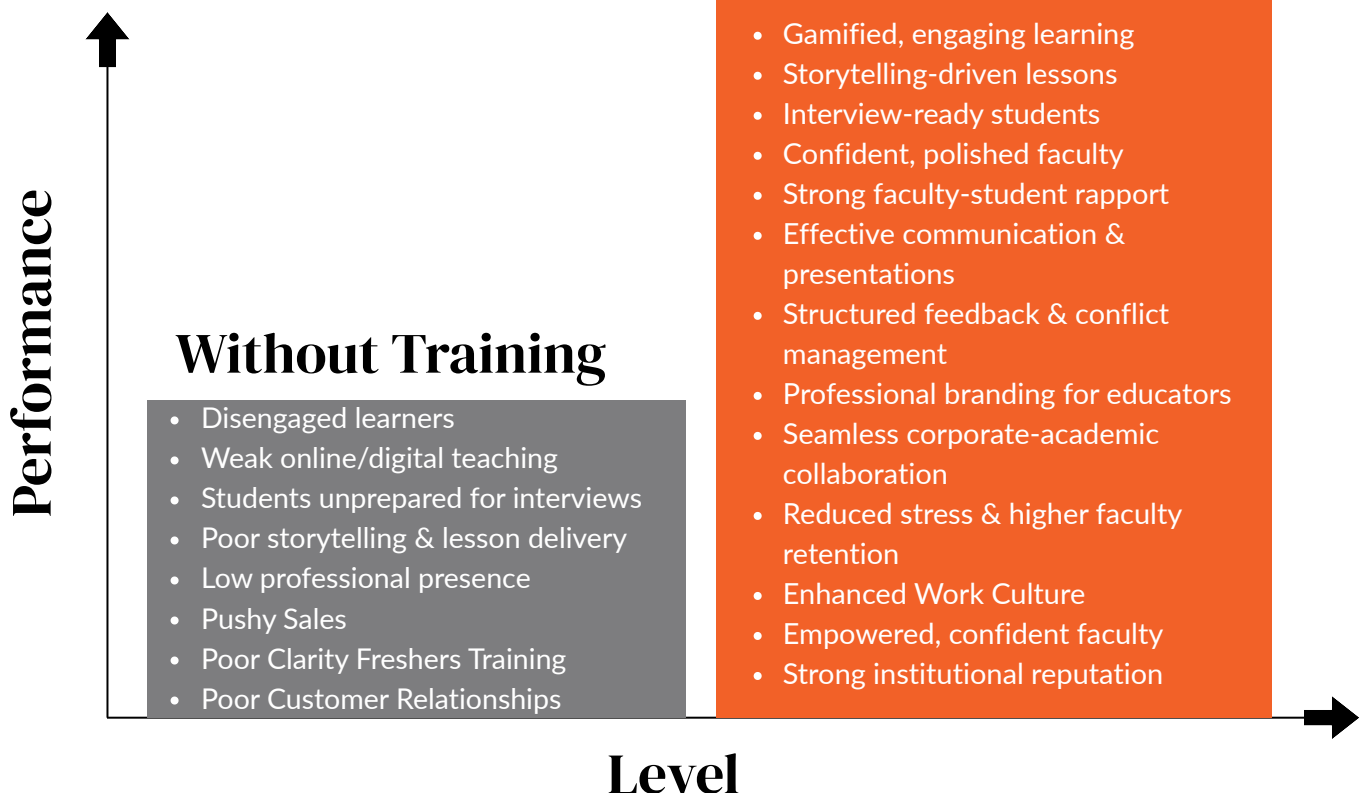 Performance
Without Training
• Disengaged learners
• Weak online/digital teaching
• Students unprepared for interviews
• Poor storytelling & lesson delivery
• Low professional presence
• Pushy Sales
• Poor Clarity Freshers Training
• Poor Customer Relationships
• Gamified, engaging learning
• Storytelling-driven lessons
• Interview-ready students
• Confident, polished faculty
• Strong faculty-student rapport
• Effective communication &
presentations
• Structured feedback & conflict
management
• Professional branding for educators
• Seamless corporate-academic
collaboration
• Reduced stress & higher faculty
retention
• Enhanced Work Culture
• Empowered, confident faculty
• Strong institutional reputation
Level